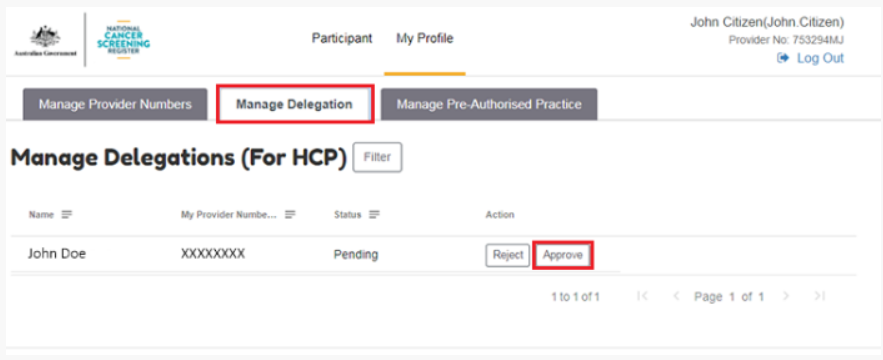 John Citizen(John.Citizen)
Provider No: 753294MJ
Log Out
Australian Government
NATIONAL
CANCER
SCREENING
REGISTER
Participant My Profile
Manage Provider Numbers Manage Delegation Manage Pre-Authorised Practice
Manage Delegations (For HCP) Filter
Name My Provider Numbe... Status Action
John Doe XXXXXXXX Pending Reject Approve
1 to 1 of 1 Page 1 of 1